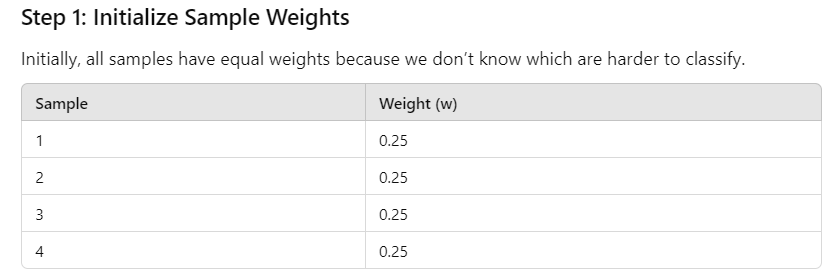 Step 1: Initialize Sample Weights
Initially, all samples have equal weights because we don’t know which are harder to classify.
Sample Weight (w)
1 0.25
2 0.25
3 0.25
4 0.25